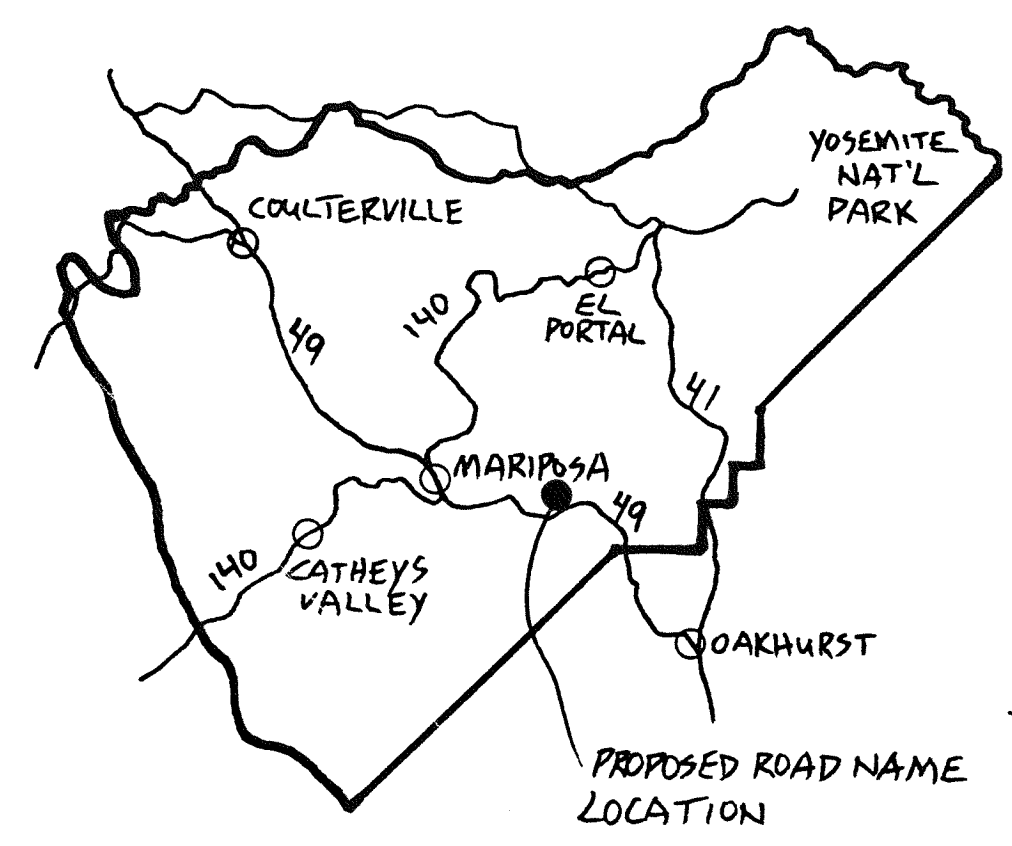 YOSEMITE
NAT'L
PARK
COULTERVILLE
140
EL
PORTAL
49
41
MARIPOSA
49
140
CATHEYS
VALLEY
OAKHURST
PROPOSED ROAD NAME
LOCATION